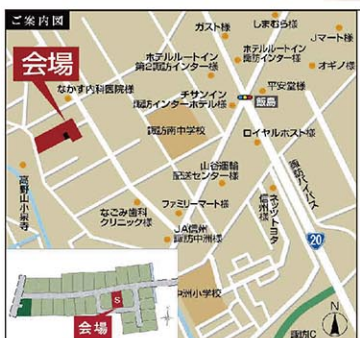 ご案内図
会場
ガスト様
しまむら様
Jマート様
ホテルルートイン
第2諏訪インター様
ホテルルートイン
諏訪インター様
オギノ様
なかす内科医院様
チサンイン
諏訪インターホテル様
平安堂様
飯島
諏訪南中学校
ロイヤルホスト様
山谷運輸
配送センター様
諏訪バイパス
高野山小泉寺
ファミリーマート様
ネッツトヨタ
信州様
なごみ歯科
クリニック様
JA信州
諏訪中洲様
20
中洲小学校
S
会場
N
諏訪IC